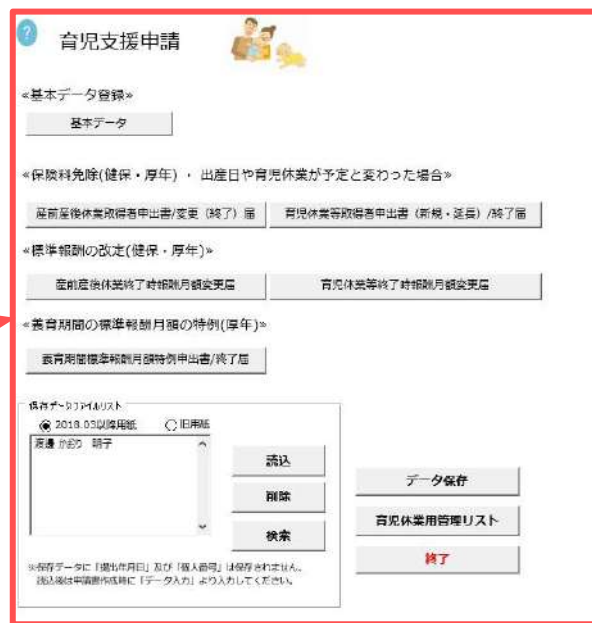 ?
育児支援申請
≪基本データ登録≫
基本データ
≪保険料免除(健保・厚年) ・ 出産日や育児休業が予定と変わった場合≫
産前産後休業取得者申出書/変更（終了）届
育児休業等取得者申出書（新規・延長）/終了届
≪標準報酬の改定(健保・厚年)≫
産前産後休業終了時報酬月額変更届
育児休業等終了時報酬月額変更届
≪養育期間の標準報酬月額の特例(厚年)≫
養育期間標準報酬月額特例申出書/終了届
保存データファイルリスト
2018.03以降用紙
旧用紙
渡邊 かおり 明子
読込
削除
検索
データ保存
育児休業用管理リスト
終了
※保存データに「提出年月日」及び「個人番号」は保存されません。
読込後は申請書作成時に「データ入力」より入力してください。